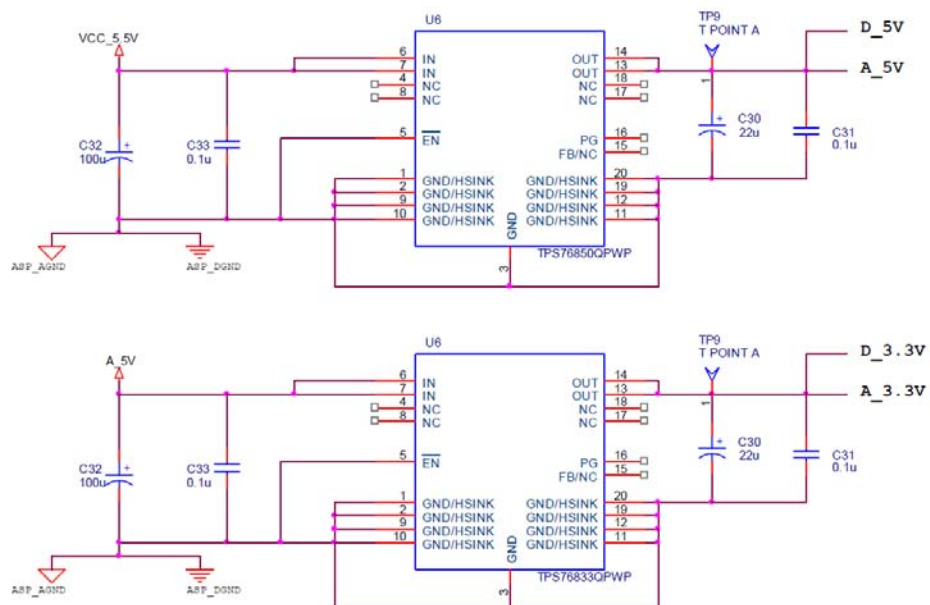 U6
TP9
T POINT A
D_5V
VCC_5.5V
A_5V
6 IN OUT 14
7 IN OUT 13
4 NC NC 18
8 NC NC 17
1
C32
100u
+
C33
0.1u
5 EN PG 16
FB/NC 15
C30
22u
+
C31
0.1u
1 GND/HSINK GND/HSINK 20
2 GND/HSINK GND/HSINK 19
9 GND/HSINK GND/HSINK 12
10 GND/HSINK GND/HSINK 11
GND
3
TPS76850QPWP
ASP_AGND
ASP_DGND
U6
TP9
T POINT A
D_3.3V
A_5V
A_3.3V
6 IN OUT 14
7 IN OUT 13
4 NC NC 18
8 NC NC 17
1
C32
100u
+
C33
0.1u
5 EN PG 16
FB/NC 15
C30
22u
+
C31
0.1u
1 GND/HSINK GND/HSINK 20
2 GND/HSINK GND/HSINK 19
9 GND/HSINK GND/HSINK 12
10 GND/HSINK GND/HSINK 11
GND
3
TPS76833QPWP
ASP_AGND
ASP_DGND